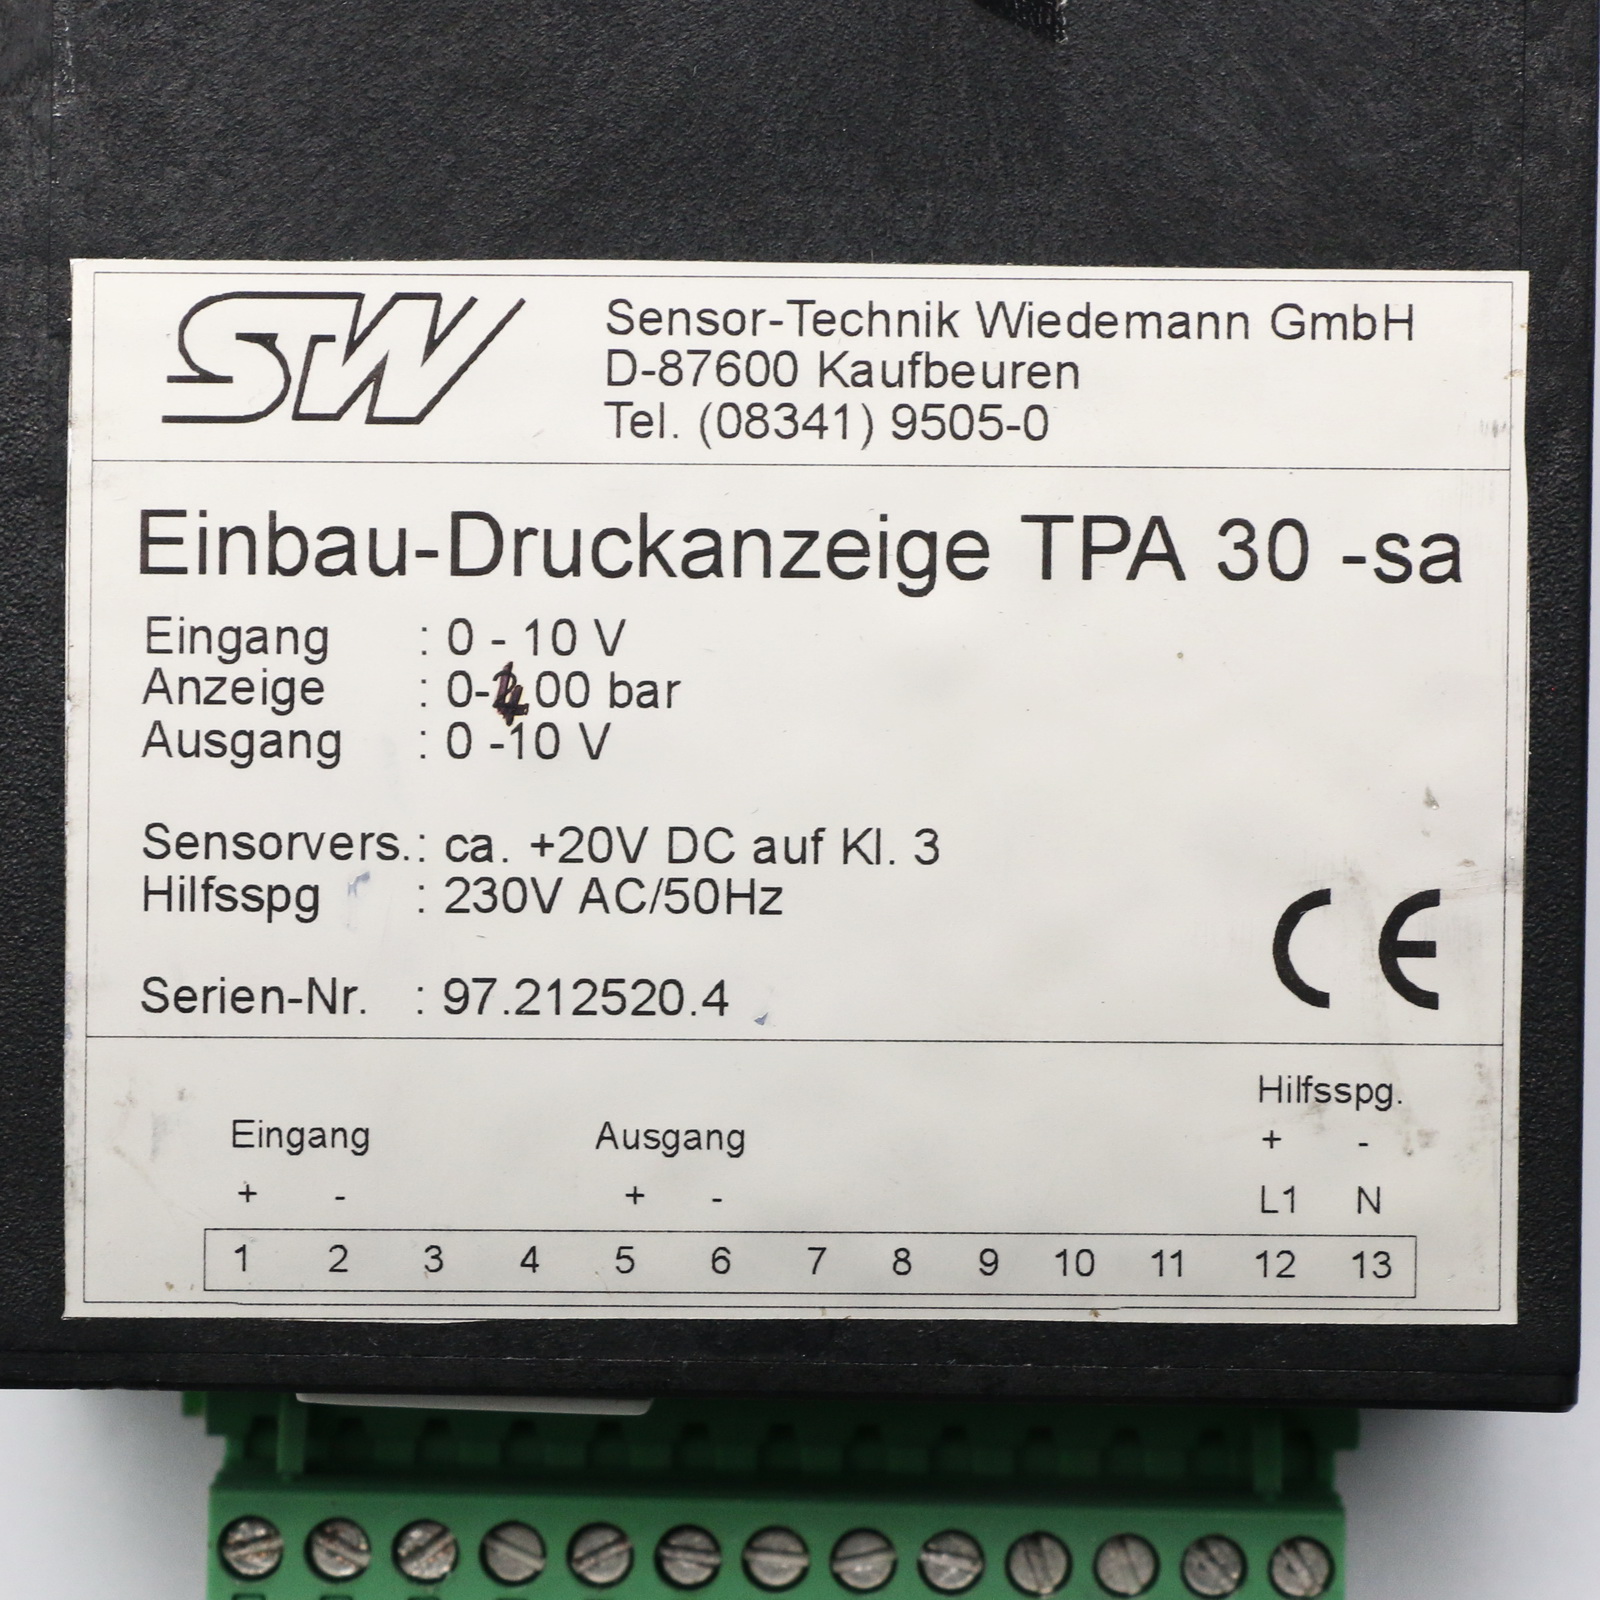 STW
Sensor-Technik Wiedemann GmbH
D-87600 Kaufbeuren
Tel. (08341) 9505-0
Einbau-Druckanzeige TPA 30 -sa
Eingang : 0 - 10 V
Anzeige : 0-400 bar
Ausgang : 0 -10 V
Sensorvers.: ca. +20V DC auf Kl. 3
Hilfsspg : 230V AC/50Hz
Serien-Nr. : 97.212520.4
CE
Hilfsspg.
Eingang Ausgang + -
+ - + - L1 N
1 2 3 4 5 6 7 8 9 10 11 12 13